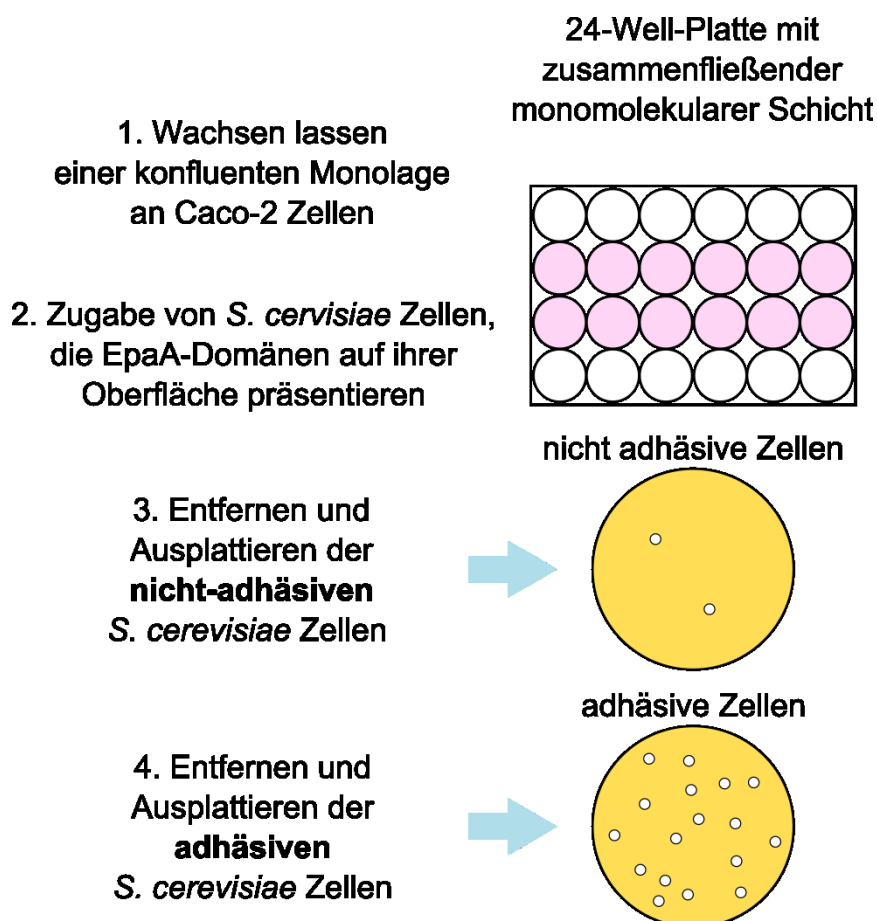 24-Well-Platte mit
zusammenfließender
monomolekularer Schicht
1. Wachsen lassen
einer konfluenten Monolage
an Caco-2 Zellen
2. Zugabe von S. cervisiae Zellen,
die EpaA-Domänen auf ihrer
Oberfläche präsentieren
nicht adhäsive Zellen
3. Entfernen und
Ausplattieren der
nicht-adhäsiven
S. cerevisiae Zellen
adhäsive Zellen
4. Entfernen und
Ausplattieren der
adhäsiven
S. cerevisiae Zellen